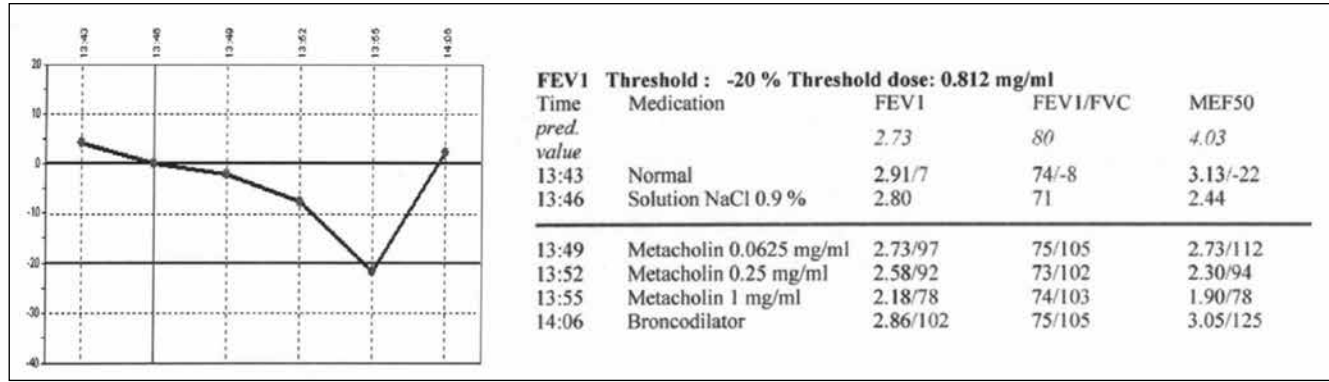 13:43 13:46 13:49 13:52 13:55 14:06
20
10
0
-10
-20
-30
-40
FEV1 Threshold : -20 % Threshold dose: 0.812 mg/ml
Time Medication FEV1 FEV1/FVC MEF50
pred. value 2.73 80 4.03
13:43 Normal 2.91/7 74/-8 3.13/-22
13:46 Solution NaCl 0.9 % 2.80 71 2.44
13:49 Metacholin 0.0625 mg/ml 2.73/97 75/105 2.73/112
13:52 Metacholin 0.25 mg/ml 2.58/92 73/102 2.30/94
13:55 Metacholin 1 mg/ml 2.18/78 74/103 1.90/78
14:06 Broncodilator 2.86/102 75/105 3.05/125